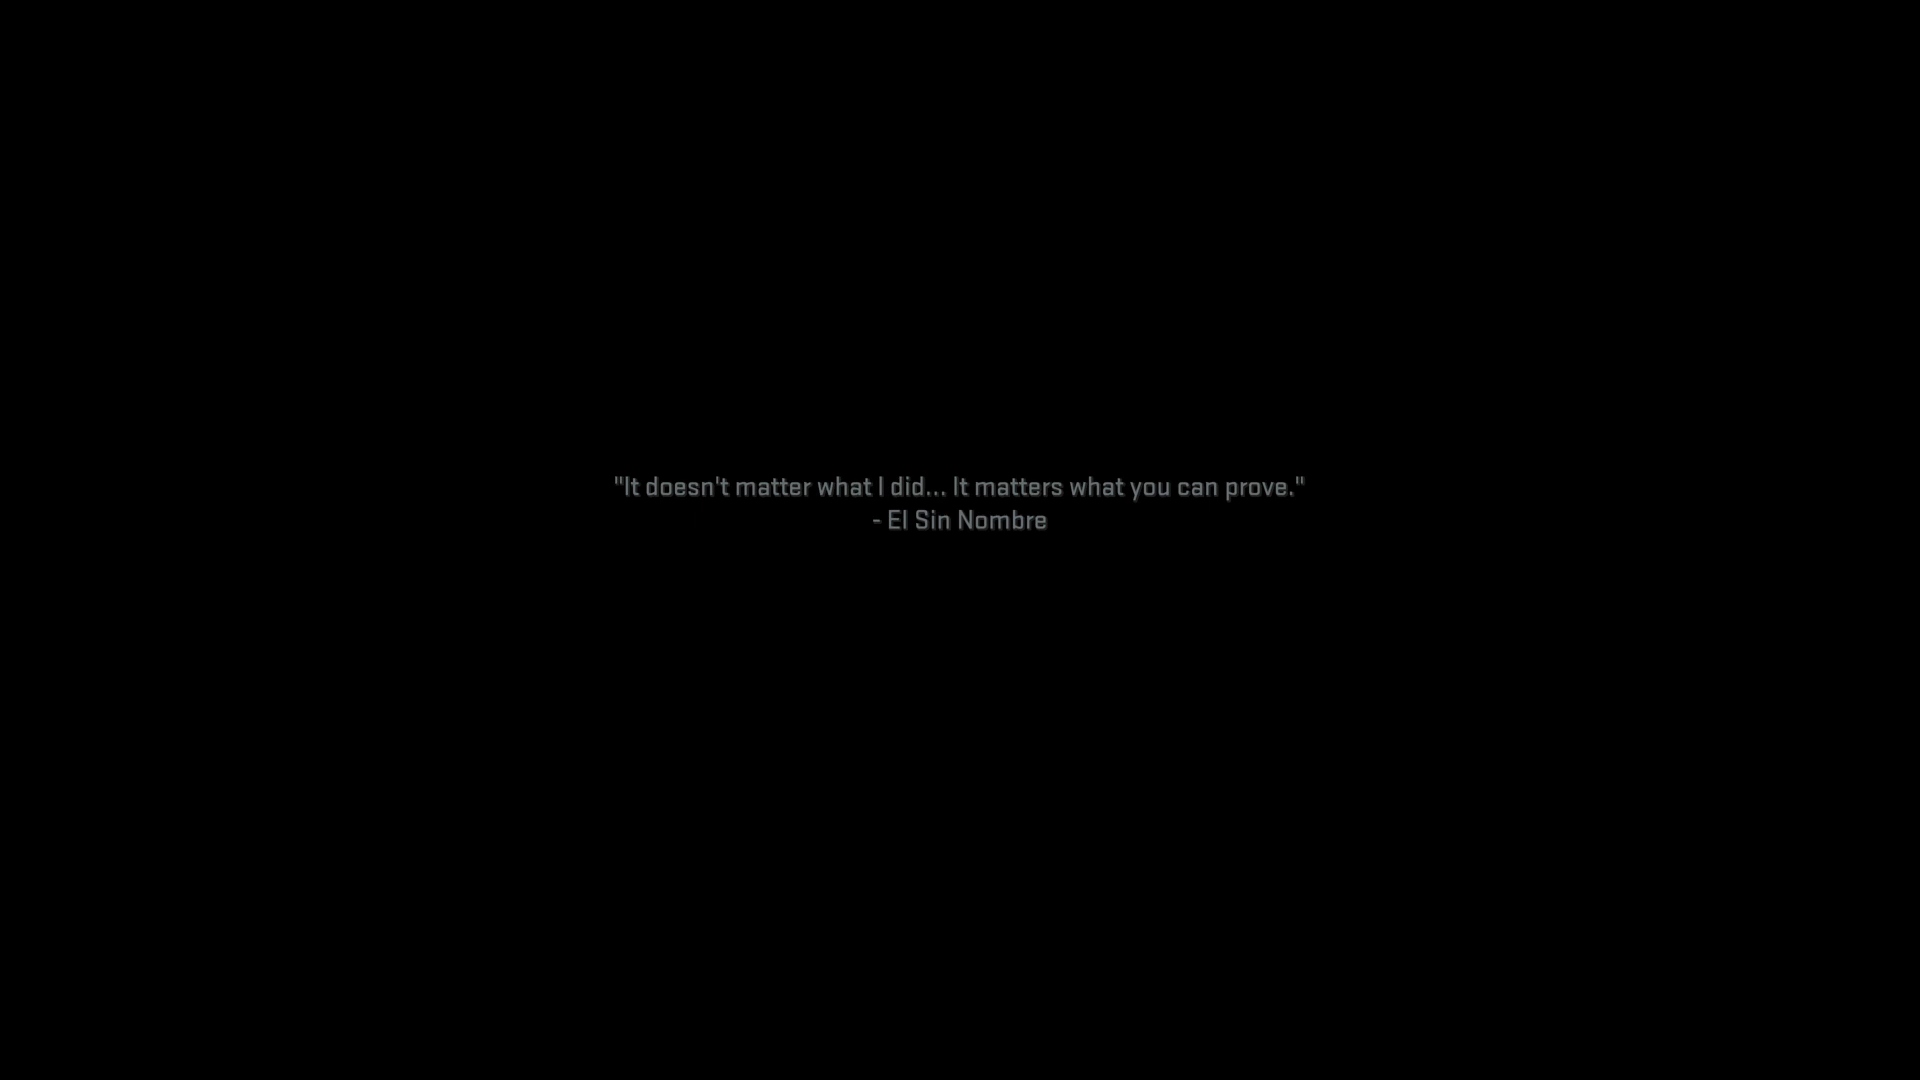 "It doesn't matter what I did... It matters what you can prove."
- El Sin Nombre